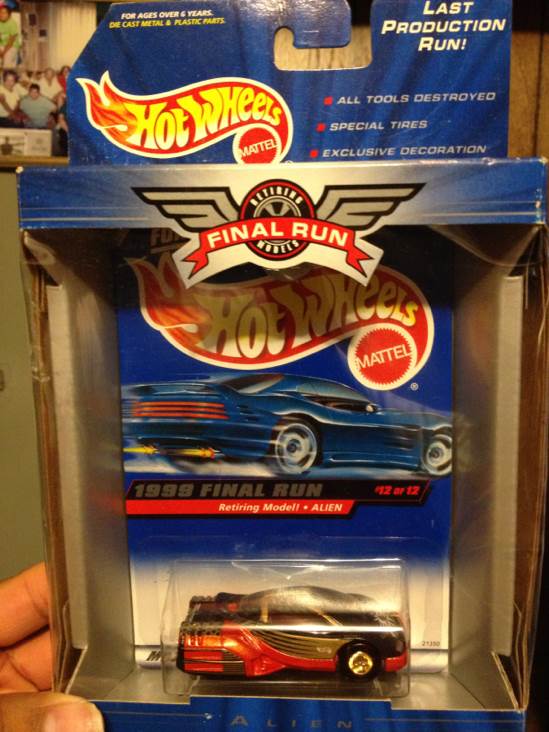 FOR AGES OVER 6 YEARS.
DIE CAST METAL & PLASTIC PARTS.
LAST
PRODUCTION
RUN!
Hot Wheels
MATTEL
®
ALL TOOLS DESTROYED
SPECIAL TIRES
EXCLUSIVE DECORATION
RETIRING
FINAL RUN
MODELS
FO
Hot Wheels
MATTEL
®
1999 FINAL RUN
#12 OF 12
Retiring Model! • ALIEN
21350
ALIEN